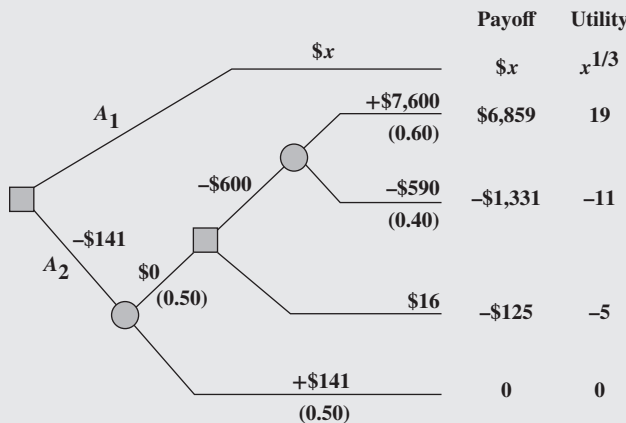 Payoff Utility
$x $x x^1/3
A1
+$7,600 $6,859 19
(0.60)
–$600
–$590 –$1,331 –11
(0.40)
–$141
A2
$0
(0.50)
$16 –$125 –5
+$141 0 0
(0.50)